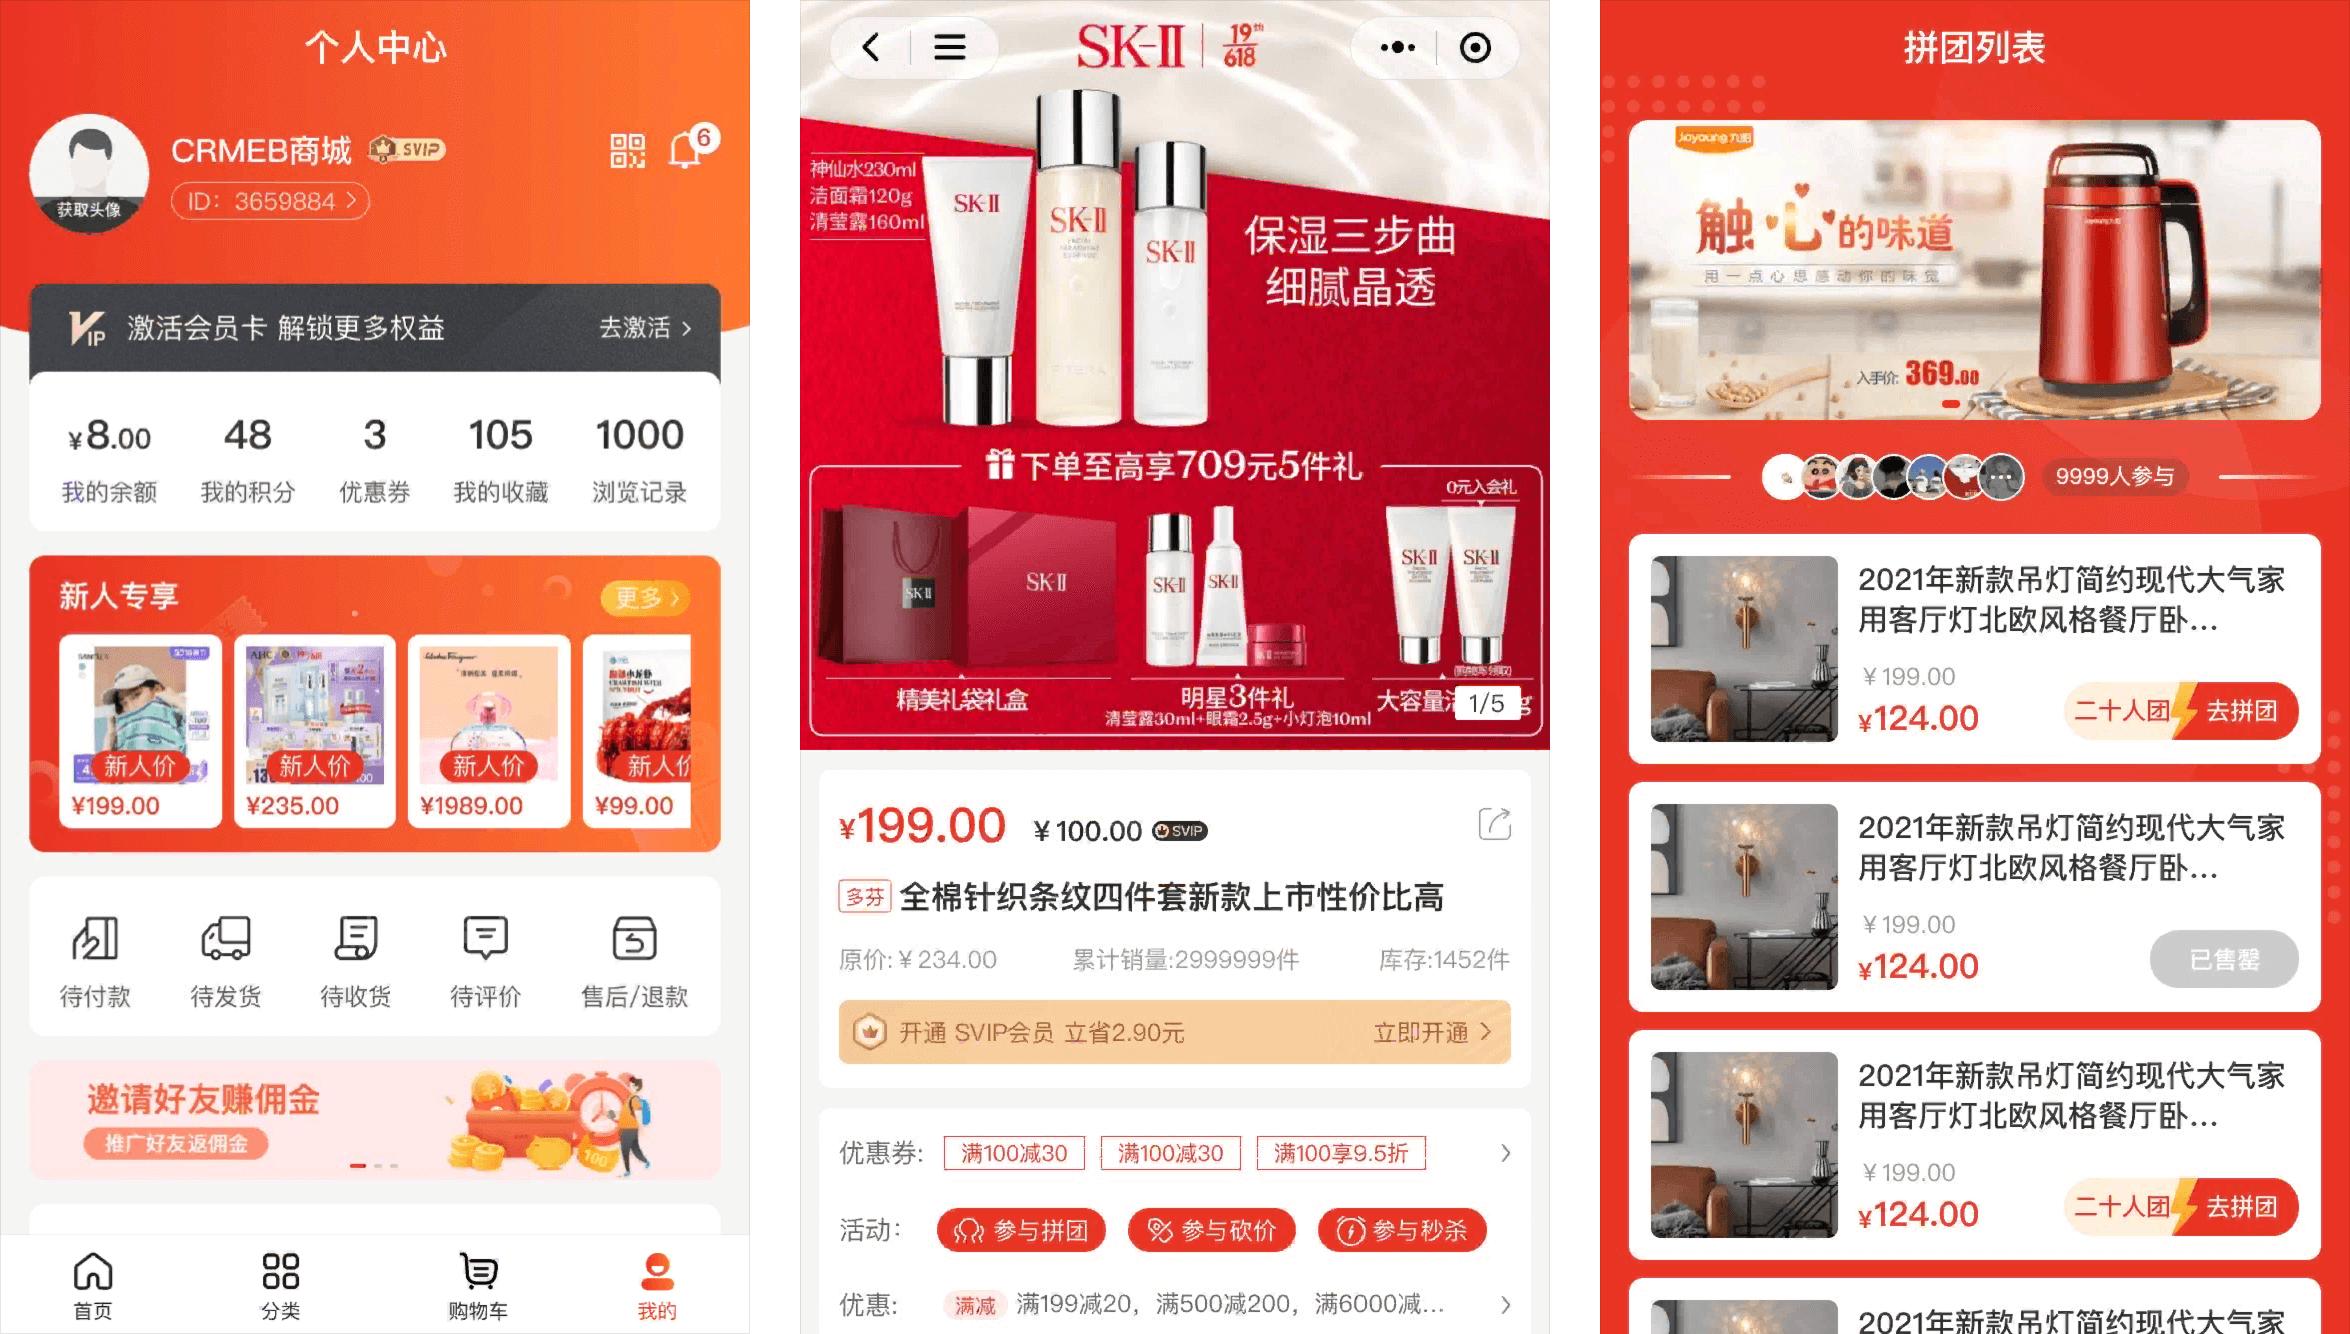 个人中心
CRMEB商城 SVIP
6
ID: 3659884 >
获取头像
VIP 激活会员卡 解锁更多权益 去激活 >
¥8.00 48 3 105 1000
我的余额 我的积分 优惠券 我的收藏 浏览记录
新人专享 更多 >
新人价 新人价 新人价 新人价
¥199.00 ¥235.00 ¥1989.00 ¥99.00
待付款 待发货 待收货 待评价 售后/退款
邀请好友赚佣金
推广好友返佣金
首页 分类 购物车 我的
SK-II 19th 618
神仙水230ml
洁面霜120g
清莹露160ml
SK-II SK-II SK-II
保湿三步曲
细腻晶透
下单至高享709元5件礼
0元入会礼
SK-II SK-II SK-II SK-II SK-II SK-II
精美礼袋礼盒 明星3件礼 大容量
清莹露30ml+眼霜2.5g+小灯泡10ml
1/5
¥199.00 ¥100.00 SVIP
多芬 全棉针织条纹四件套新款上市性价比高
原价:¥234.00 累计销量:2999999件 库存:1452件
开通 SVIP会员 立省2.90元 立即开通 >
优惠券: 满100减30 满100减30 满100享9.5折 >
活动: 参与拼团 参与砍价 参与秒杀
优惠: 满减 满199减20，满500减200，满6000减... >
拼团列表
Joyoung九阳
触心的味道
用一点心思感动你的味觉
入手价: 369.00
9999人参与
2021年新款吊灯简约现代大气家
用客厅灯北欧风格餐厅卧...
¥199.00
¥124.00 二十人团 去拼团
2021年新款吊灯简约现代大气家
用客厅灯北欧风格餐厅卧...
¥199.00
¥124.00 已售罄
2021年新款吊灯简约现代大气家
用客厅灯北欧风格餐厅卧...
¥199.00
¥124.00 二十人团 去拼团
2021年新款吊灯简约现代大气家